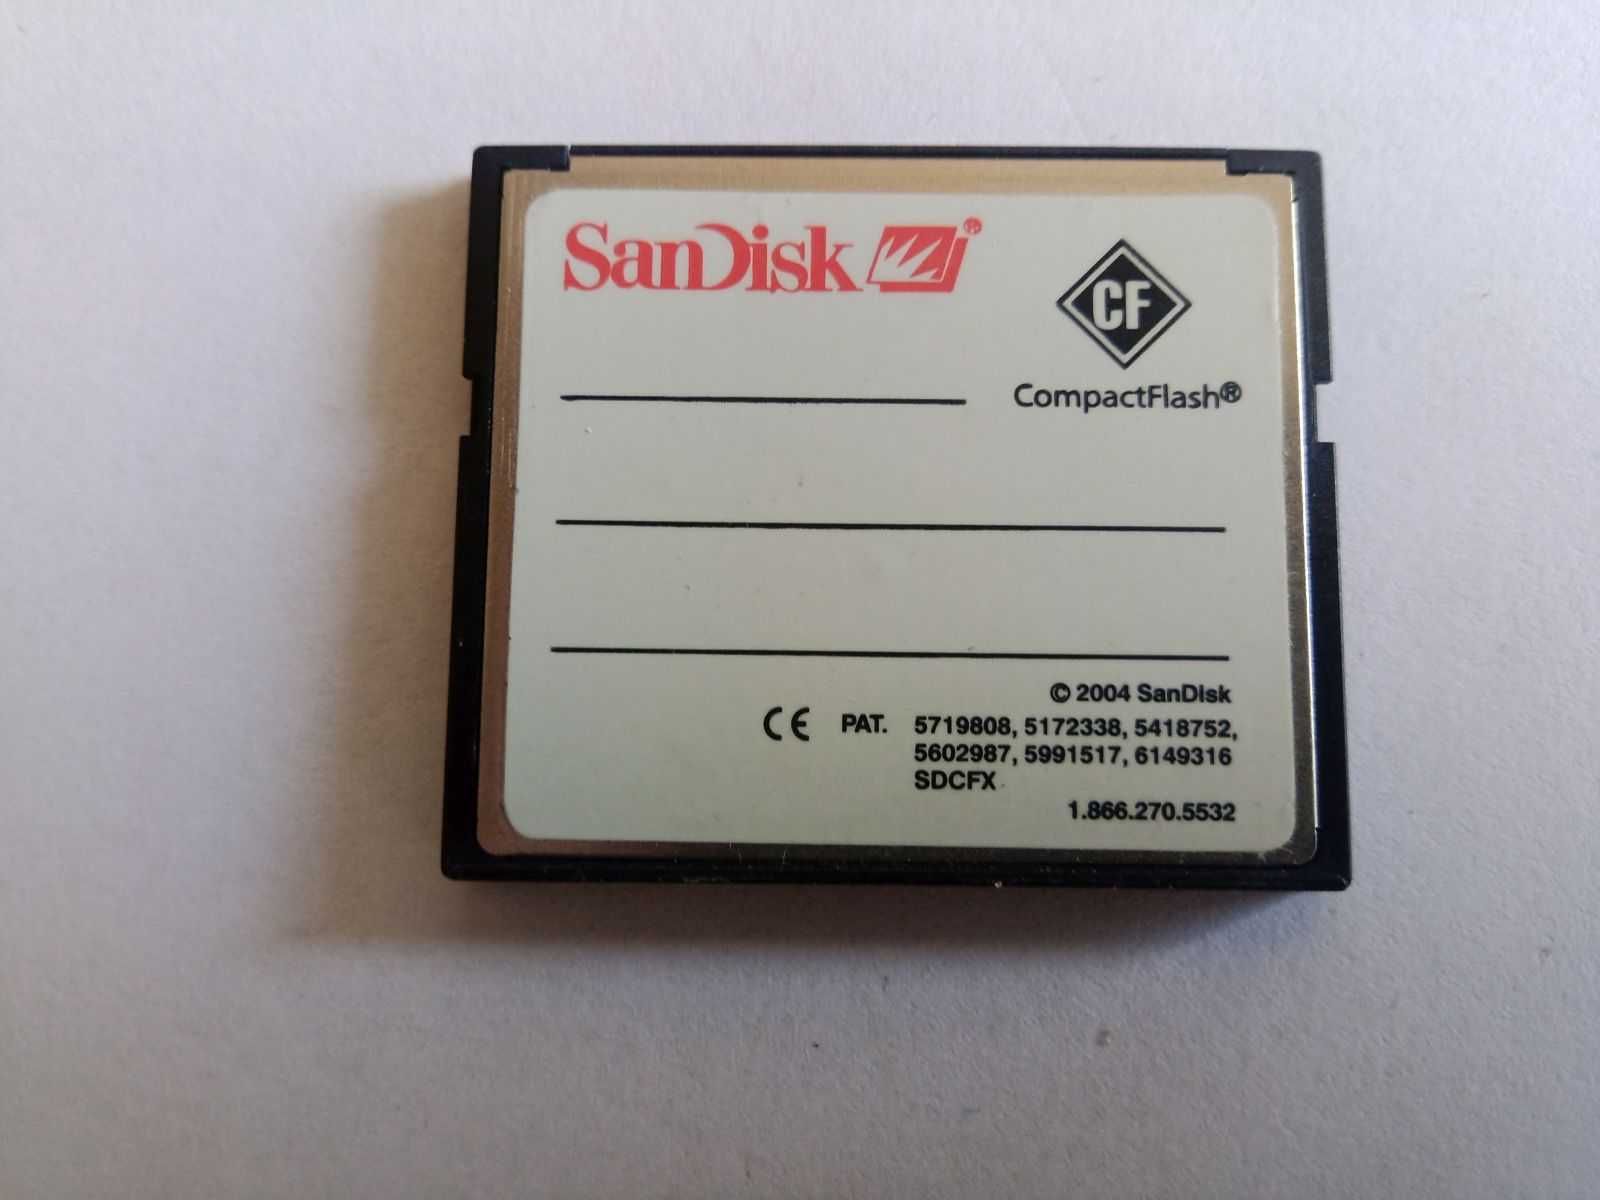 SanDisk ®
CF
CompactFlash®
© 2004 SanDisk
CE PAT. 5719808, 5172338, 5418752,
5602987, 5991517, 6149316
SDCFX
1.866.270.5532